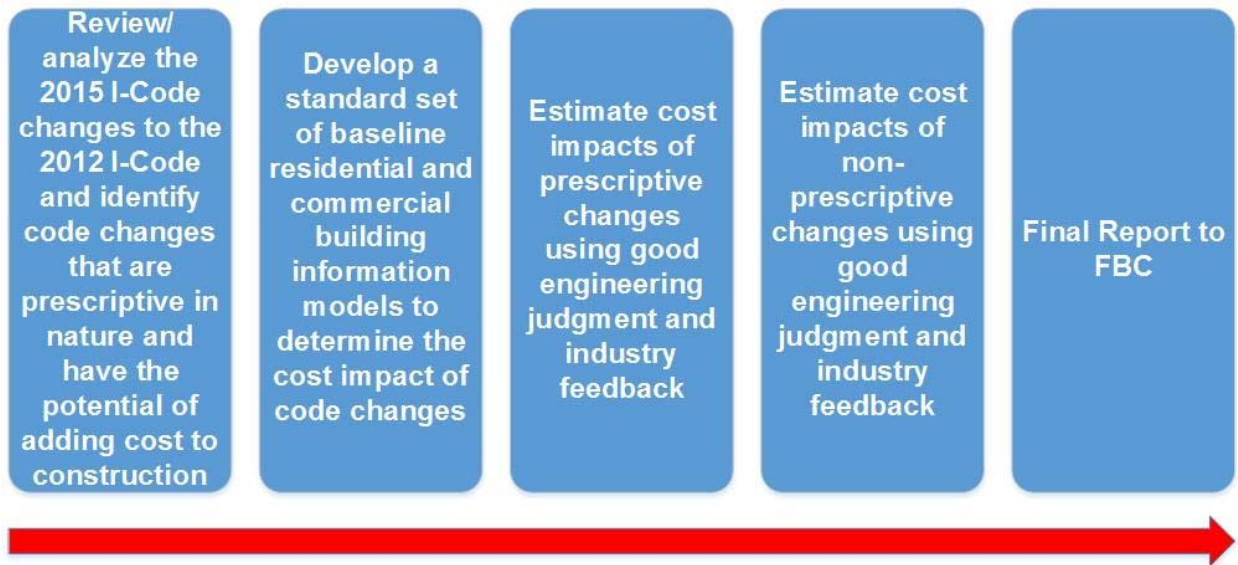 Review/
analyze the
2015 I-Code
changes to the
2012 I-Code
and identify
code changes
that are
prescriptive in
nature and
have the
potential of
adding cost to
construction
Develop a
standard set
of baseline
residential and
commercial
building
information
models to
determine the
cost impact of
code changes
Estimate cost
impacts of
prescriptive
changes
using good
engineering
judgment and
industry
feedback
Estimate cost
impacts of
non-
prescriptive
changes using
good
engineering
judgment and
industry
feedback
Final Report to
FBC